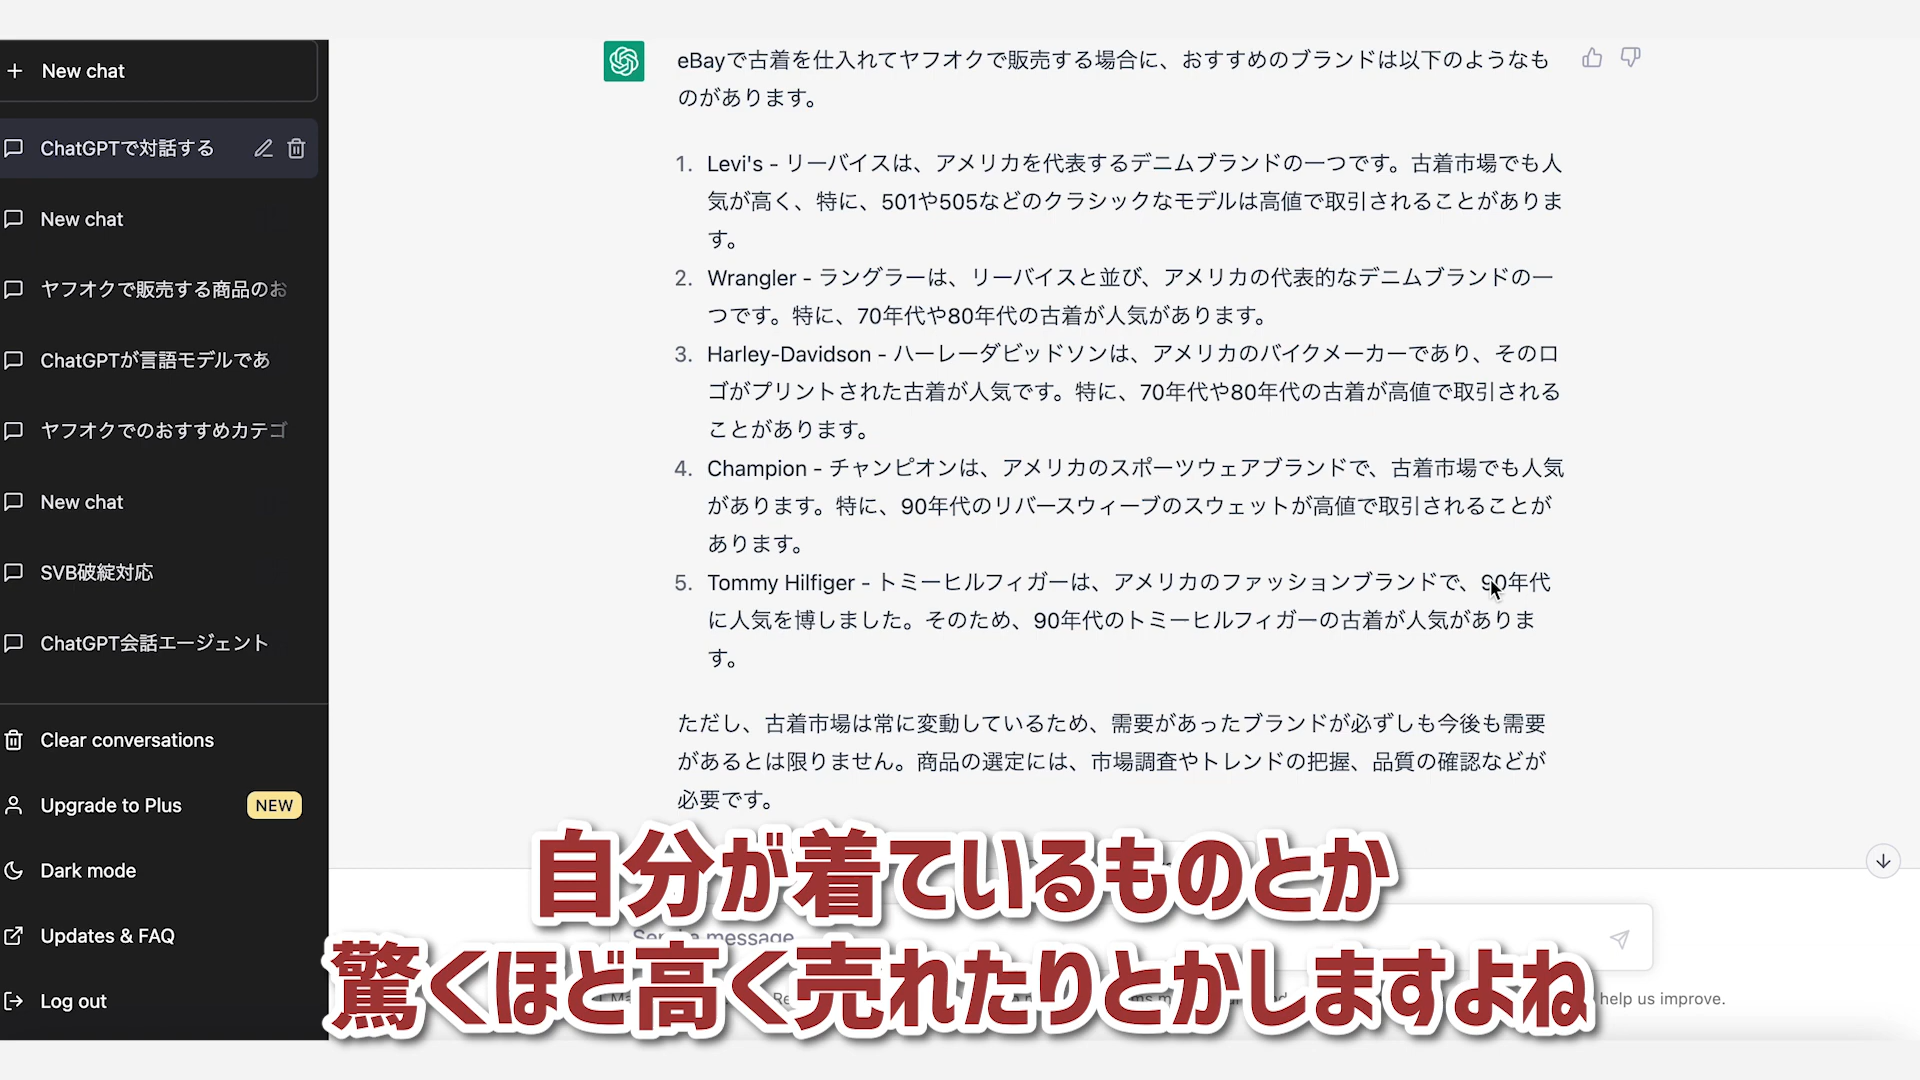 New chat
ChatGPTで対話する
New chat
ヤフオクで販売する商品のお
ChatGPTが言語モデルであ
ヤフオクでのおすすめカテゴ
New chat
SVB破綻対応
ChatGPT会話エージェント
Clear conversations
Upgrade to Plus NEW
Dark mode
Updates & FAQ
Log out
eBayで古着を仕入れてヤフオクで販売する場合に、おすすめのブランドは以下のようなも
のがあります。
1. Levi's - リーバイスは、アメリカを代表するデニムブランドの一つです。古着市場でも人
気が高く、特に、501や505などのクラシックなモデルは高値で取引されることがありま
す。
2. Wrangler - ラングラーは、リーバイスと並び、アメリカの代表的なデニムブランドの一
つです。特に、70年代や80年代の古着が人気があります。
3. Harley-Davidson - ハーレーダビッドソンは、アメリカのバイクメーカーであり、そのロ
ゴがプリントされた古着が人気です。特に、70年代や80年代の古着が高値で取引される
ことがあります。
4. Champion - チャンピオンは、アメリカのスポーツウェアブランドで、古着市場でも人気
があります。特に、90年代のリバースウィーブのスウェットが高値で取引されることが
あります。
5. Tommy Hilfiger - トミーヒルフィガーは、アメリカのファッションブランドで、90年代
に人気を博しました。そのため、90年代のトミーヒルフィガーの古着が人気がありま
す。
ただし、古着市場は常に変動しているため、需要があったブランドが必ずしも今後も需要
があるとは限りません。商品の選定には、市場調査やトレンドの把握、品質の確認などが
必要です。
自分が着ているものとか
Send a message
驚くほど高く売れたりとかしますよね
help us improve.